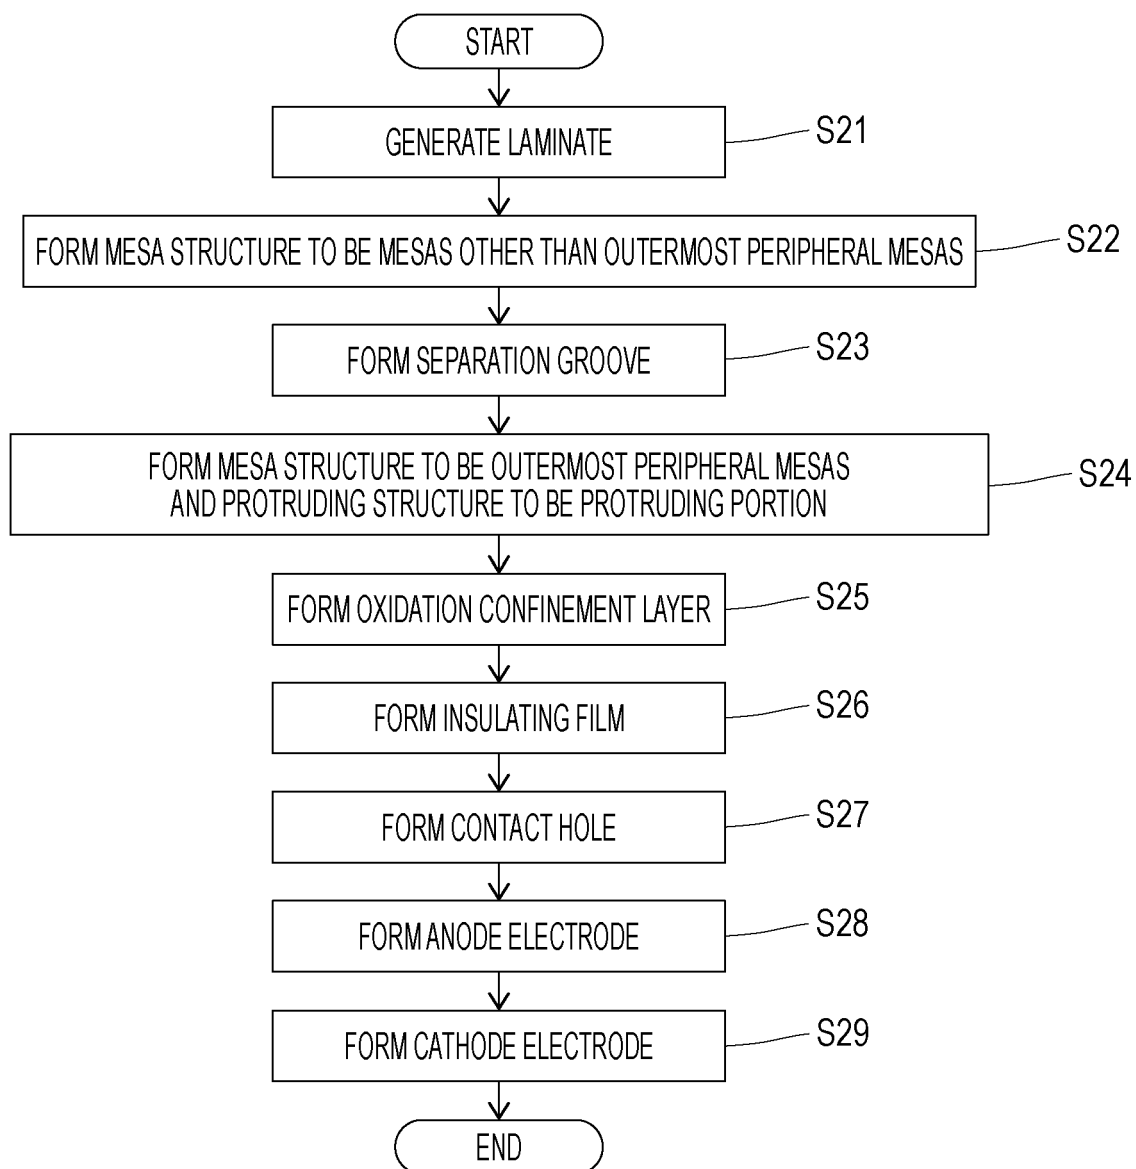 START
GENERATE LAMINATE
S21
FORM MESA STRUCTURE TO BE MESAS OTHER THAN OUTERMOST PERIPHERAL MESAS
S22
FORM SEPARATION GROOVE
S23
FORM MESA STRUCTURE TO BE OUTERMOST PERIPHERAL MESAS
AND PROTRUDING STRUCTURE TO BE PROTRUDING PORTION
S24
FORM OXIDATION CONFINEMENT LAYER
S25
FORM INSULATING FILM
S26
FORM CONTACT HOLE
S27
FORM ANODE ELECTRODE
S28
FORM CATHODE ELECTRODE
S29
END